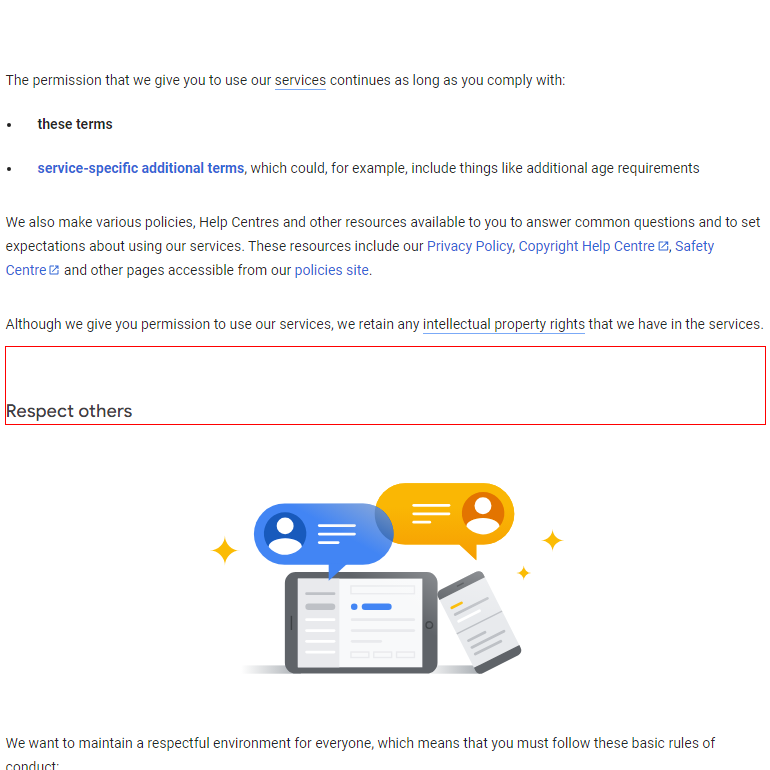 The permission that we give you to use our services continues as long as you comply with:
• these terms
• service-specific additional terms, which could, for example, include things like additional age requirements
We also make various policies, Help Centres and other resources available to you to answer common questions and to set
expectations about using our services. These resources include our Privacy Policy, Copyright Help Centre, Safety
Centre and other pages accessible from our policies site.
Although we give you permission to use our services, we retain any intellectual property rights that we have in the services.
Respect others
We want to maintain a respectful environment for everyone, which means that you must follow these basic rules of
conduct: